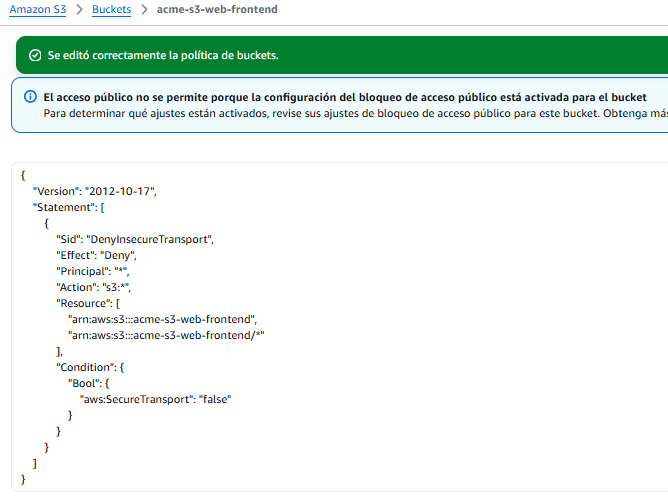 Amazon S3 > Buckets > acme-s3-web-frontend
Se editó correctamente la política de buckets.
El acceso público no se permite porque la configuración del bloqueo de acceso público está activada para el bucket
Para determinar qué ajustes están activados, revise sus ajustes de bloqueo de acceso público para este bucket. Obtenga más
{
"Version": "2012-10-17",
"Statement": [
{
"Sid": "DenyInsecureTransport",
"Effect": "Deny",
"Principal": "*",
"Action": "s3:*",
"Resource": [
"arn:aws:s3:::acme-s3-web-frontend",
"arn:aws:s3:::acme-s3-web-frontend/*"
],
"Condition": {
"Bool": {
"aws:SecureTransport": "false"
}
}
}
]
}